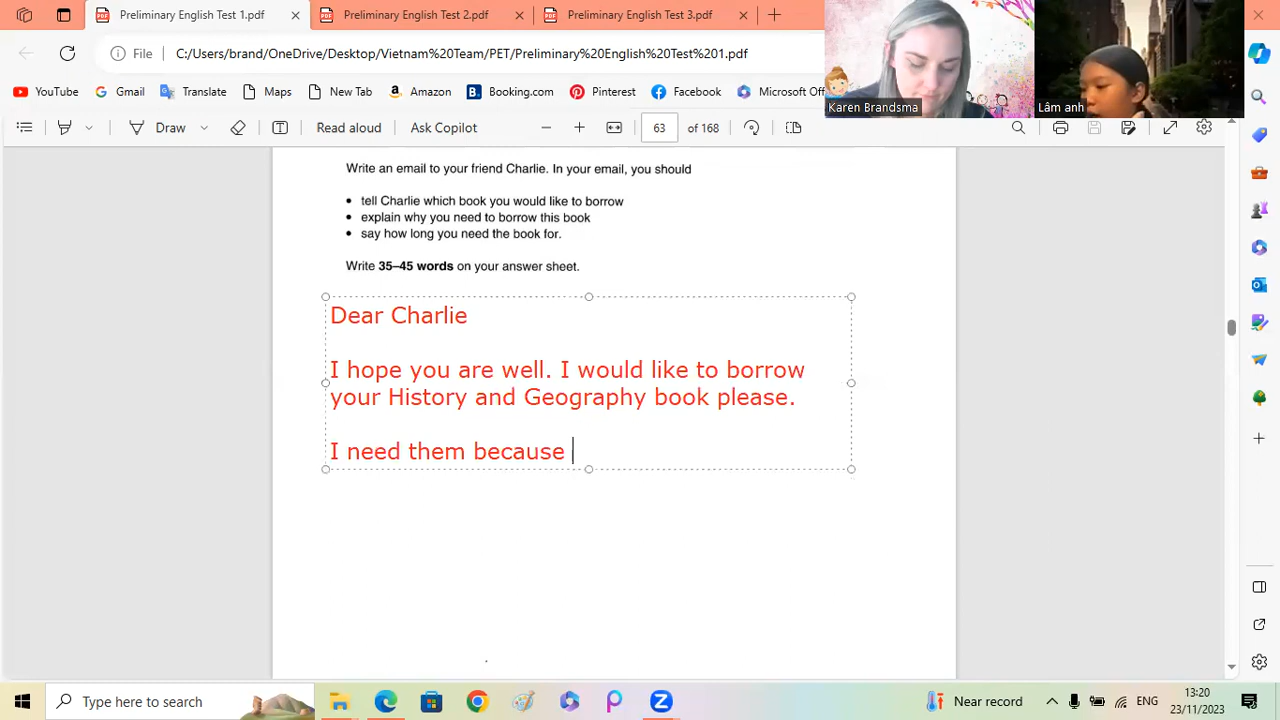 Preliminary English Test 1.pdf
Preliminary English Test 2.pdf
Preliminary English Test 3.pdf
File
C:/Users/brand/OneDrive/Desktop/Vietnam%20Team/PET/Preliminary%20English%20Test%201.pdf
YouTube
Gmail
Translate
Maps
New Tab
Amazon
Booking.com
Pinterest
Facebook
Microsoft Off
Karen Brandsma
Lâm anh
Draw
Read aloud
Ask Copilot
63
of 168
Write an email to your friend Charlie. In your email, you should
• tell Charlie which book you would like to borrow
• explain why you need to borrow this book
• say how long you need the book for.
Write 35–45 words on your answer sheet.
Dear Charlie
I hope you are well. I would like to borrow
your History and Geography book please.
I need them because
Type here to search
Near record
ENG
13:20
23/11/2023